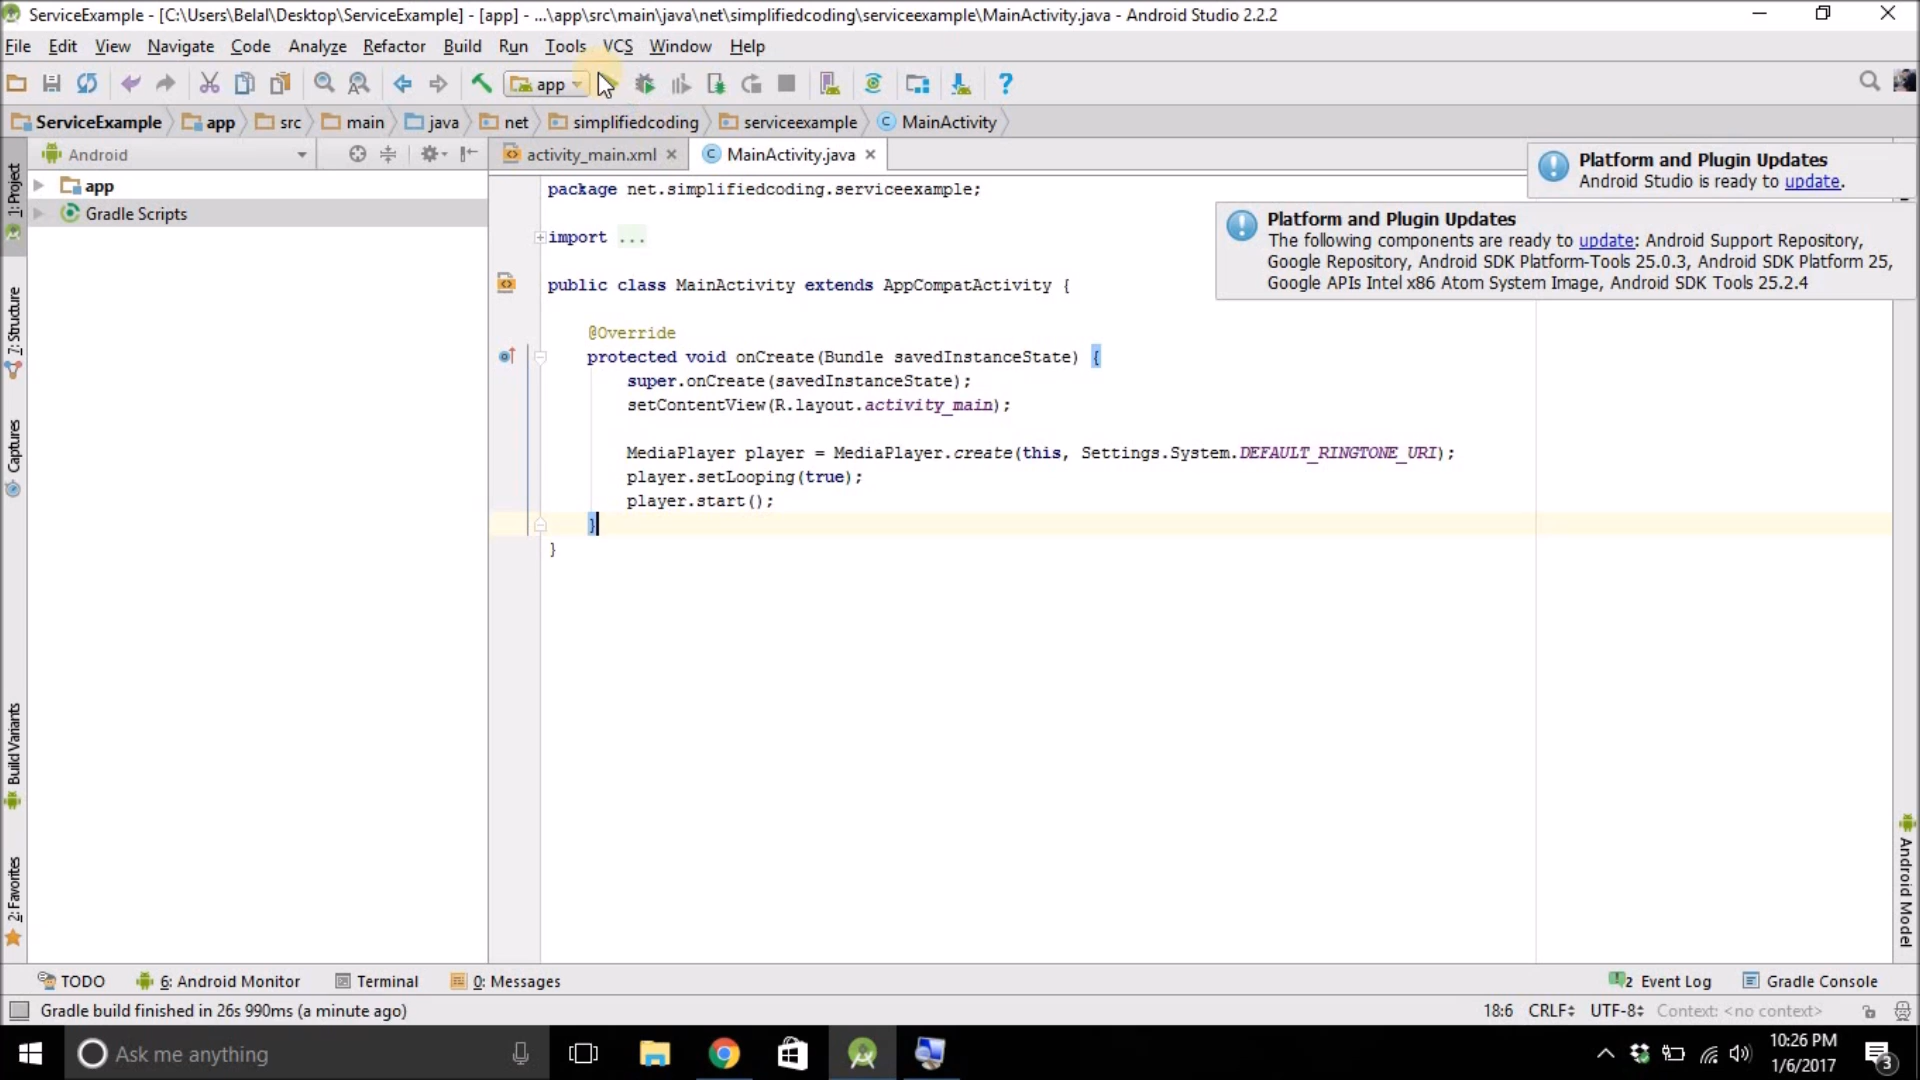 ServiceExample - [C:\Users\Belal\Desktop\ServiceExample] - [app] - ...\app\src\main\java\net\simplifiedcoding\serviceexample\MainActivity.java - Android Studio 2.2.2
File Edit View Navigate Code Analyze Refactor Build Run Tools VCS Window Help
app
ServiceExample app src main java net simplifiedcoding serviceexample MainActivity
Android
activity_main.xml MainActivity.java
Platform and Plugin Updates
Android Studio is ready to update.
Platform and Plugin Updates
The following components are ready to update: Android Support Repository,
Google Repository, Android SDK Platform-Tools 25.0.3, Android SDK Platform 25,
Google APIs Intel x86 Atom System Image, Android SDK Tools 25.2.4
1: Project
7: Structure
Captures
Build Variants
2: Favorites
app
Gradle Scripts
package net.simplifiedcoding.serviceexample;
import ...
public class MainActivity extends AppCompatActivity {
@Override
protected void onCreate(Bundle savedInstanceState) {
super.onCreate(savedInstanceState);
setContentView(R.layout.activity_main);
MediaPlayer player = MediaPlayer.create(this, Settings.System.DEFAULT_RINGTONE_URI);
player.setLooping(true);
player.start();
}
}
Android Model
TODO 6: Android Monitor Terminal 0: Messages 2 Event Log Gradle Console
Gradle build finished in 26s 990ms (a minute ago) 18:6 CRLF UTF-8 Context: <no context>
Ask me anything
10:26 PM
1/6/2017
3